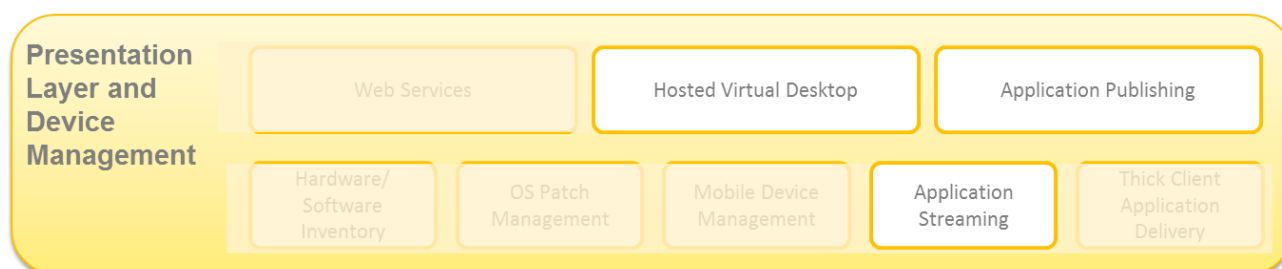 Presentation
Layer and
Device
Management
Web Services
Hosted Virtual Desktop
Application Publishing
Hardware/
Software
Inventory
OS Patch
Management
Mobile Device
Management
Application
Streaming
Thick Client
Application
Delivery